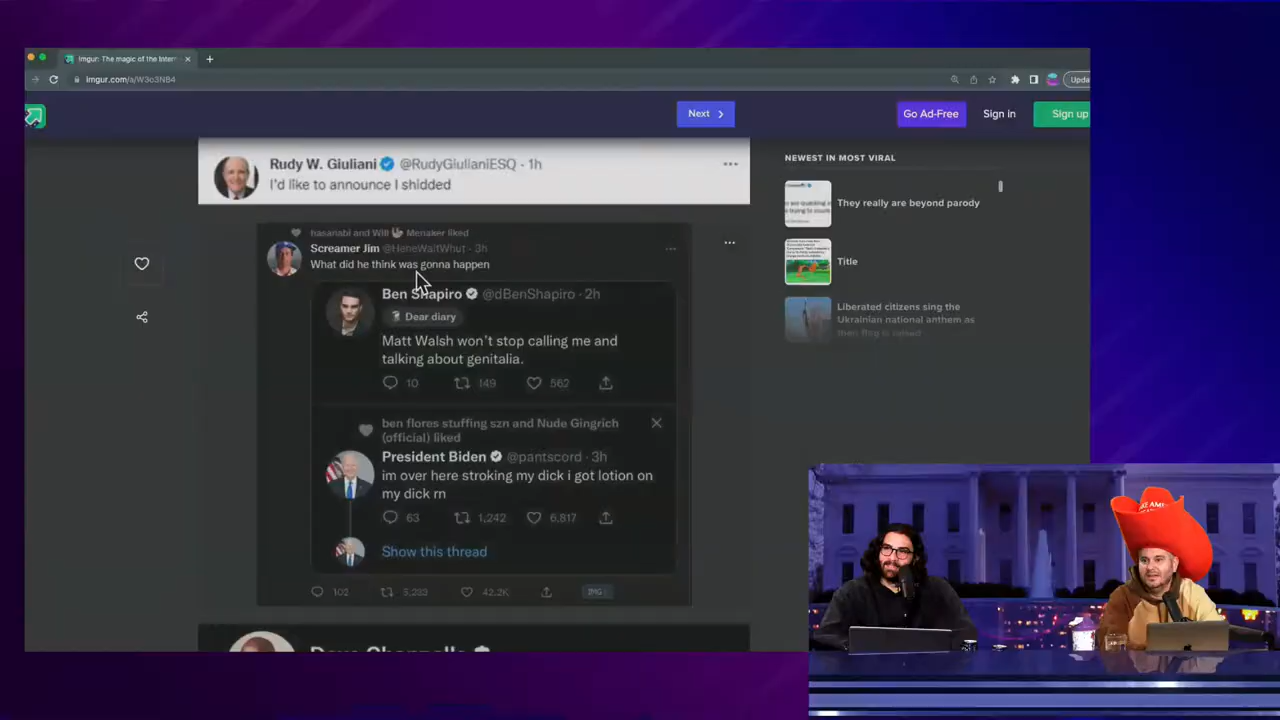 Imgur: The magic of the Intern
imgur.com/a/W3c3NB4
Upda
Next
Go Ad-Free
Sign in
Sign up
Rudy W. Giuliani @RudyGiulianiESQ · 1h
I'd like to announce I shidded
hasanabi and Will Menaker liked
Screamer Jim @HeneWaltWhut · 3h
What did he think was gonna happen
Ben Shapiro @dBenShapiro · 2h
Dear diary
Matt Walsh won't stop calling me and
talking about genitalia.
10 149 562
ben flores stuffing szn and Nude Gingrich
(official) liked
President Biden @pantscord · 3h
im over here stroking my dick i got lotion on
my dick rn
63 1,242 6,817
Show this thread
102 5,233 42.2K
NEWEST IN MOST VIRAL
They really are beyond parody
Title
Liberated citizens sing the
Ukrainian national anthem as
their flag is raised